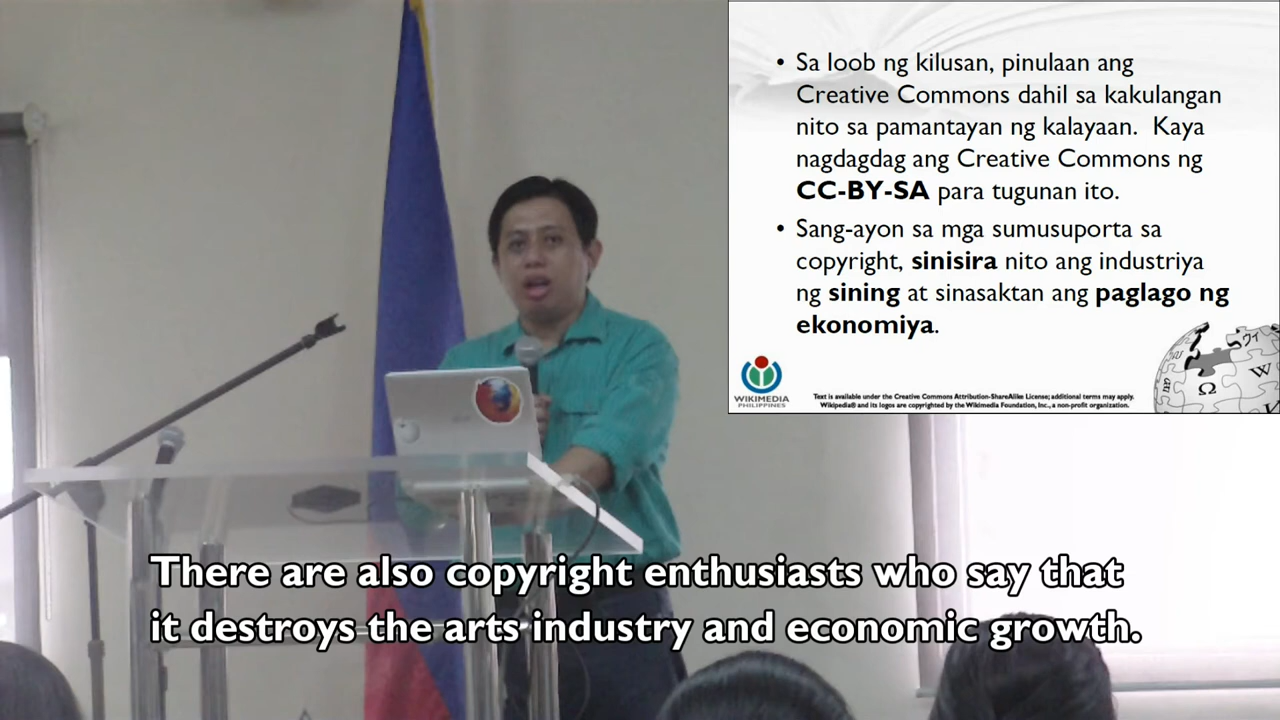 • Sa loob ng kilusan, pinulaan ang
Creative Commons dahil sa kakulangan
nito sa pamantayan ng kalayaan. Kaya
nagdagdag ang Creative Commons ng
CC-BY-SA para tugunan ito.
• Sang-ayon sa mga sumusuporta sa
copyright, sinisira nito ang industriya
ng sining at sinasaktan ang paglago ng
ekonomiya.
WIKIMEDIA
PHILIPPINES
Text is available under the Creative Commons Attribution-ShareAlike License; additional terms may apply.
Wikipedia® and its logos are copyrighted by the Wikimedia Foundation, Inc., a non-profit organization.
Ω
W
There are also copyright enthusiasts who say that
it destroys the arts industry and economic growth.